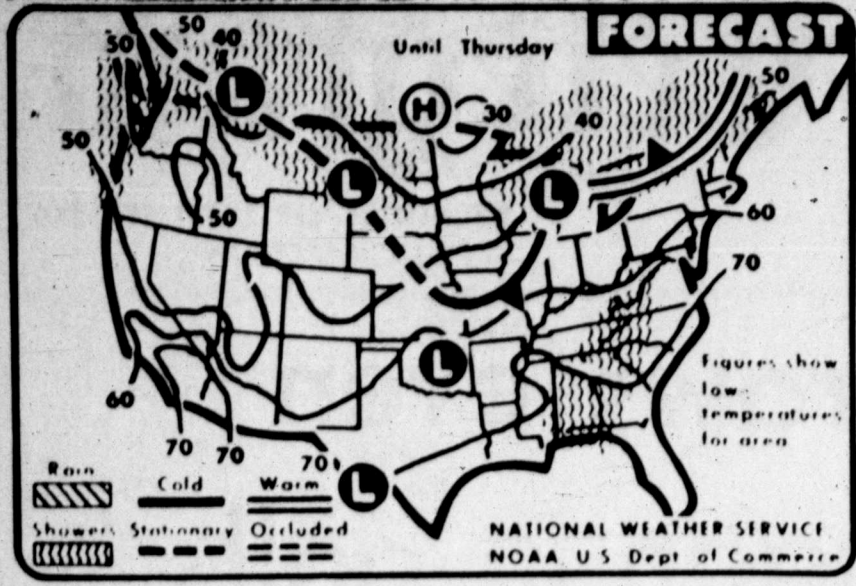 FORECAST
Until Thursday
50
50
40
50
50
L
H
30
40
L
L
50
60
70
L
Figures show
low
temperatures
for area
60
70
70
70
L
Rain
Cold
Warm
Showers
Stationary
Occluded
NATIONAL WEATHER SERVICE
NOAA U S Dept of Commerce